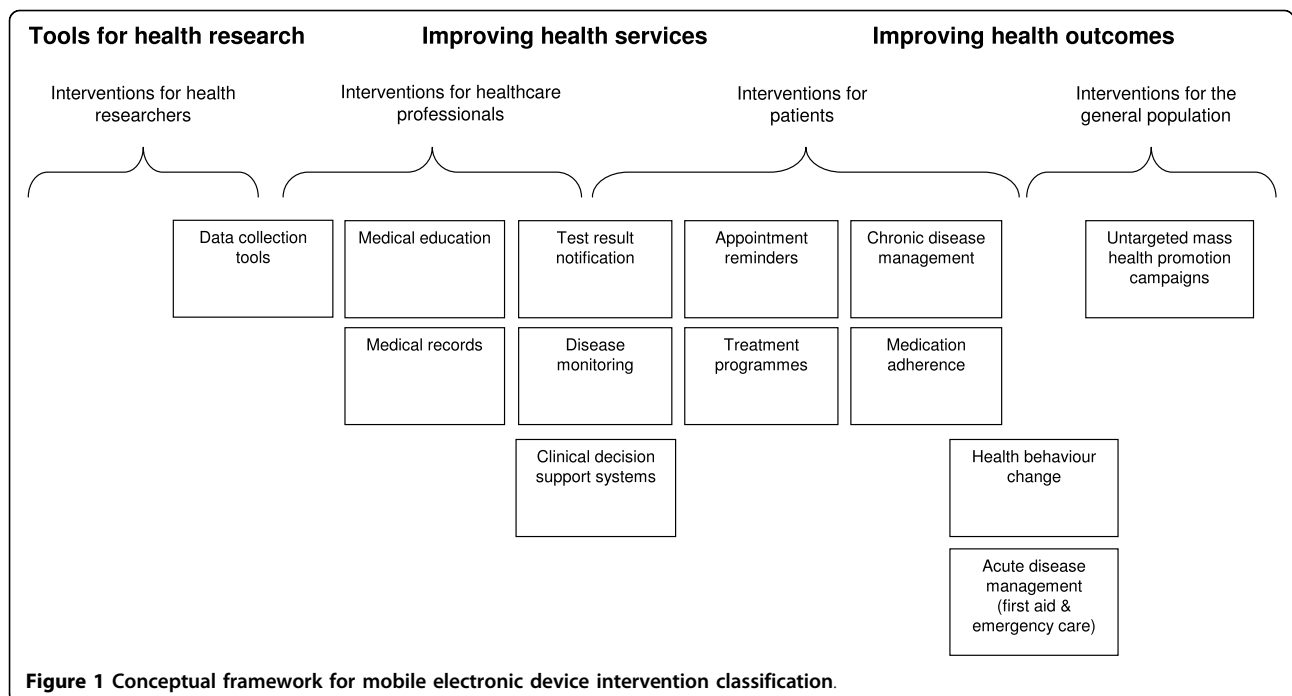 Tools for health research
Improving health services
Improving health outcomes
Interventions for health
researchers
Interventions for healthcare
professionals
Interventions for
patients
Interventions for the
general population
Data collection
tools
Medical education
Test result
notification
Appointment
reminders
Chronic disease
management
Untargeted mass
health promotion
campaigns
Medical records
Disease
monitoring
Treatment
programmes
Medication
adherence
Clinical decision
support systems
Health behaviour
change
Acute disease
management
(first aid &
emergency care)
Figure 1 Conceptual framework for mobile electronic device intervention classification.